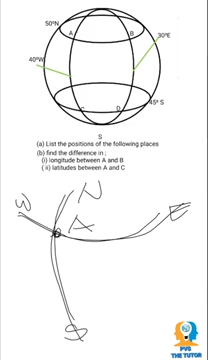 50°N
A
B
30°E
40°W
C
D
45° S
S
(a) List the positions of the following places
(b) find the difference in ;
(i) longitude between A and B
( ii) latitudes between A and C
N
W
E
S
PVS
THE TUTOR